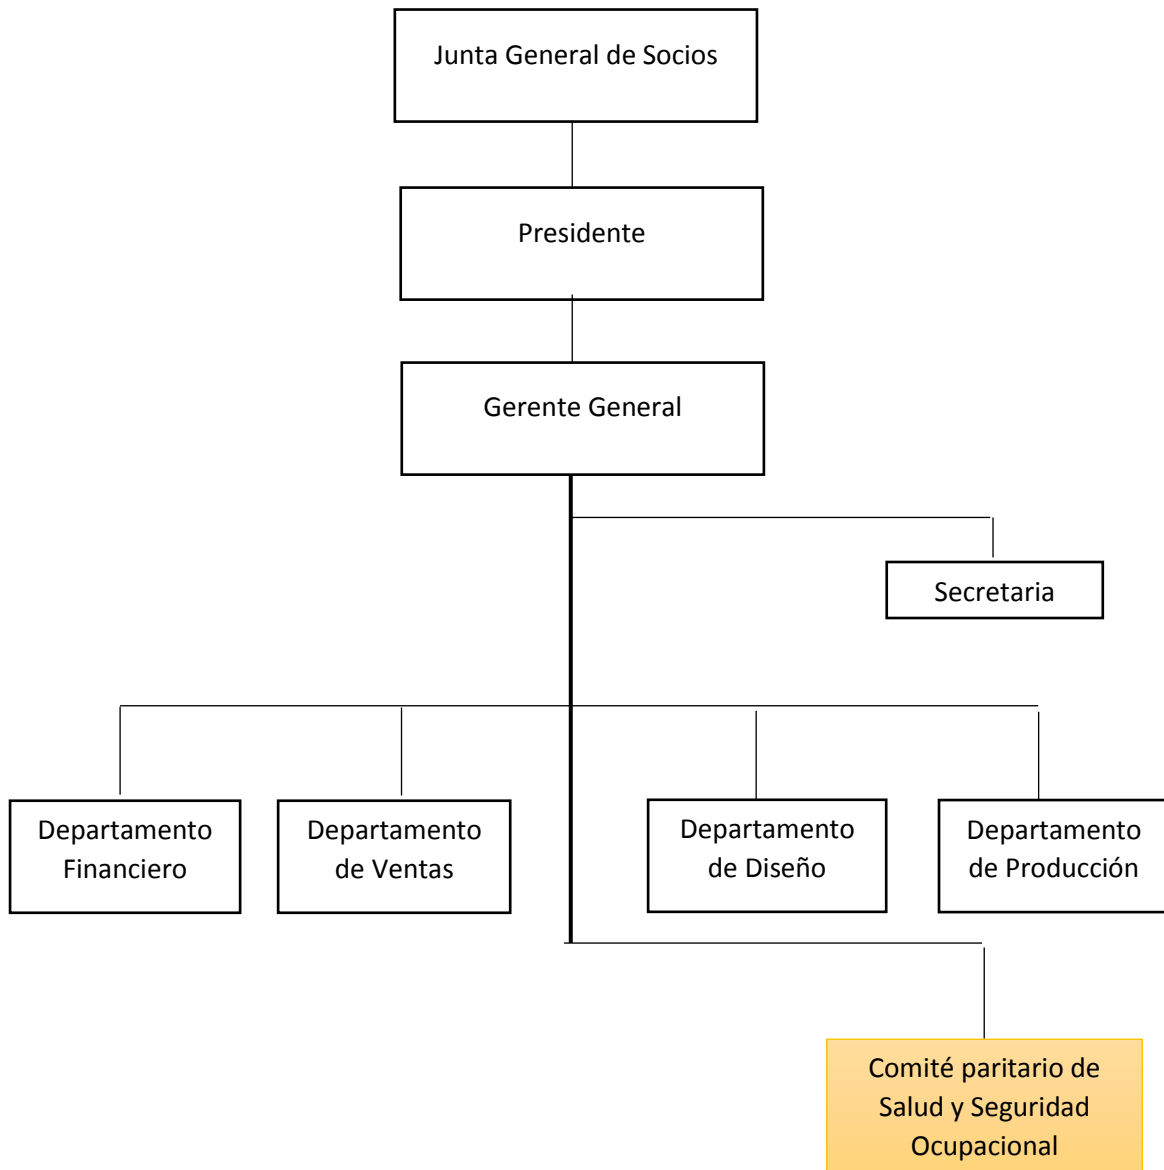 Junta General de Socios
Presidente
Gerente General
Secretaria
Departamento
Financiero
Departamento
de Ventas
Departamento
de Diseño
Departamento
de Producción
Comité paritario de
Salud y Seguridad
Ocupacional